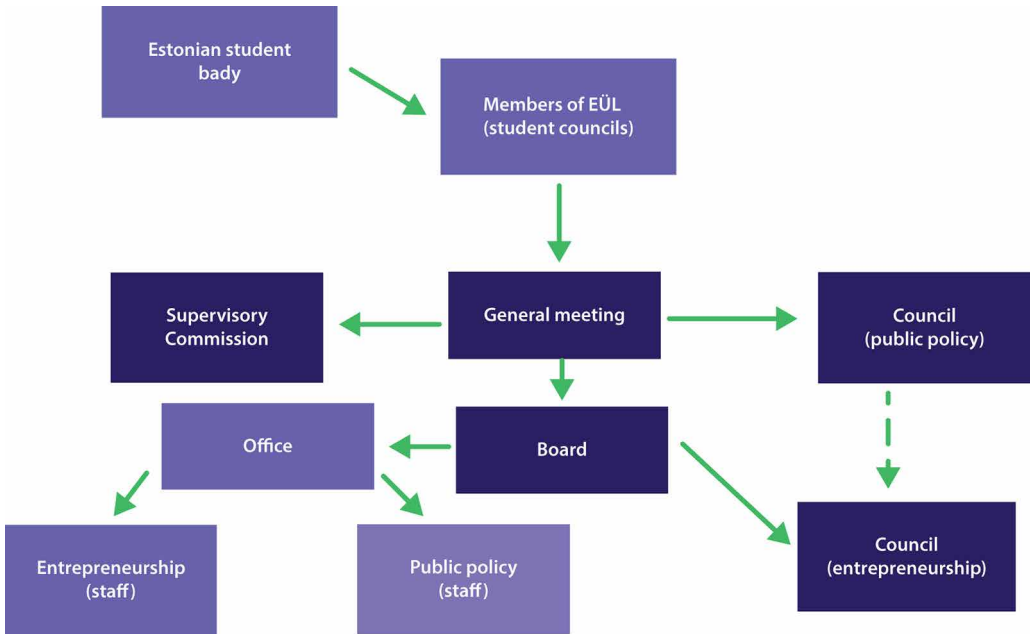 Estonian student
bady
Members of EÜL
(student councils)
Supervisory
Commission
General meeting
Council
(public policy)
Office
Board
Entrepreneurship
(staff)
Public policy
(staff)
Council
(entrepreneurship)